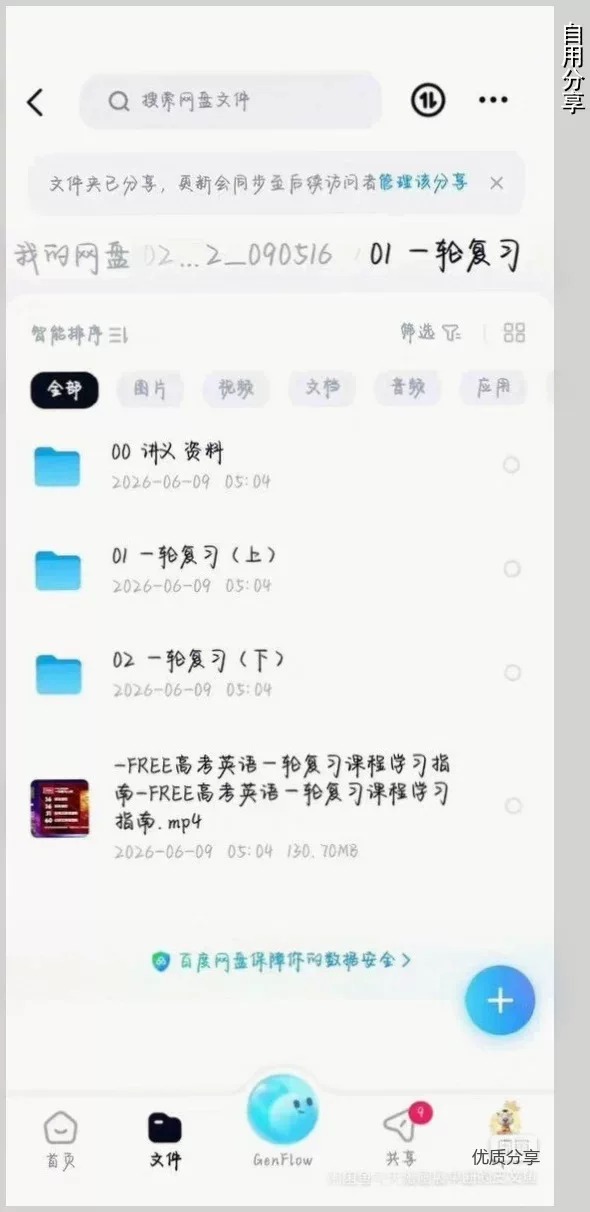 自用分享
搜索网盘文件
文件夹已分享，更新会同步至后续访问者管理该分享
我的网盘 02...2_090516 / 01 一轮复习
智能排序
筛选
全部 图片 视频 文档 音频 应用
00 讲义资料
2026-06-09 05:04
01 一轮复习（上）
2026-06-09 05:04
02 一轮复习（下）
2026-06-09 05:04
-FREE高考英语一轮复习课程学习指
南-FREE高考英语一轮复习课程学习
指南.mp4
2026-06-09 05:04 130.70MB
百度网盘保障你的数据安全
9
首页 文件 GenFlow 共享
优质分享